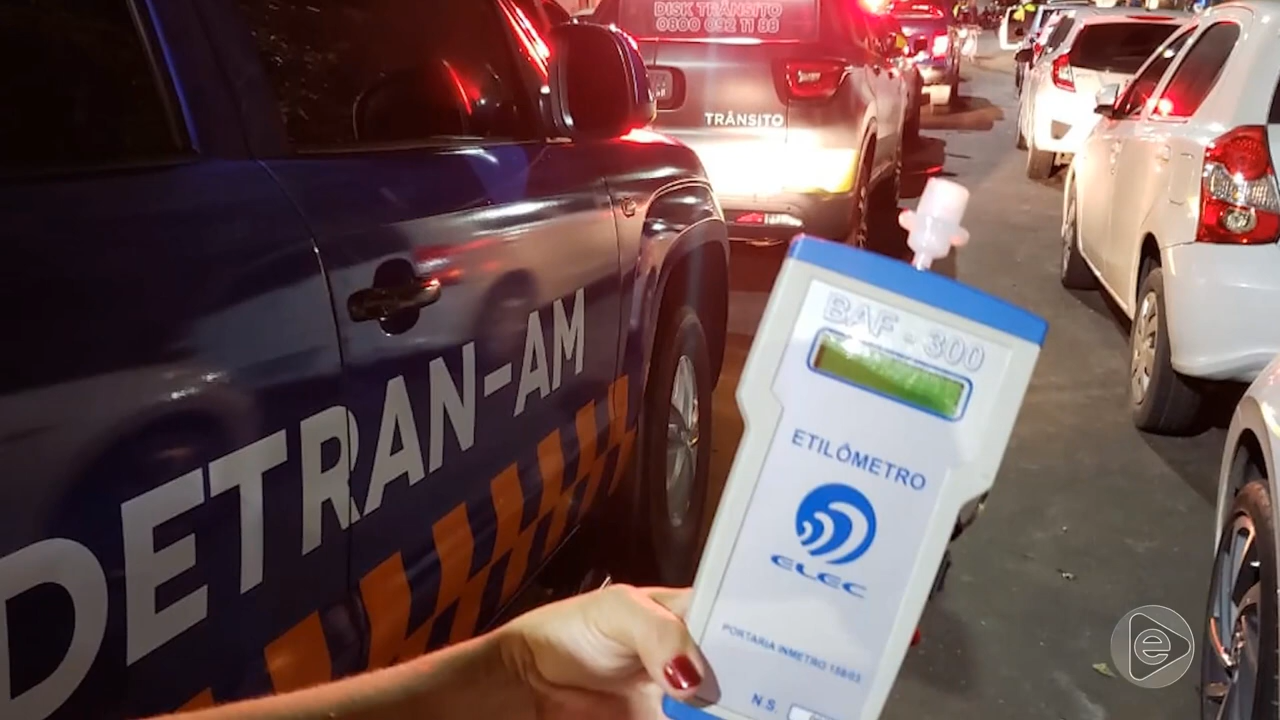 DISK TRÂNSITO
0800 092 11 88
TRÂNSITO
DETRAN-AM
BAF - 300
ETILÔMETRO
ELEC
PORTARIA INMETRO 158/03
N.S.
e